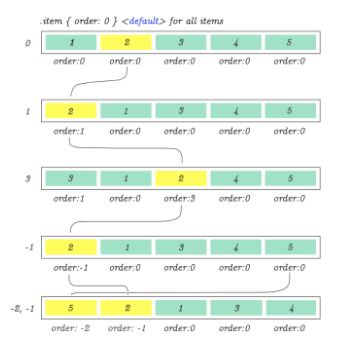 .item { order: 0 } <default> for all items
0 1 2 3 4 5
order:0 order:0 order:0 order:0 order:0
1 2 1 3 4 5
order:1 order:0 order:0 order:0 order:0
3 3 1 2 4 5
order:1 order:0 order:3 order:0 order:0
-1 2 1 3 4 5
order:-1 order:0 order:0 order:0 order:0
-2, -1 5 2 1 3 4
order: -2 order: -1 order:0 order:0 order:0